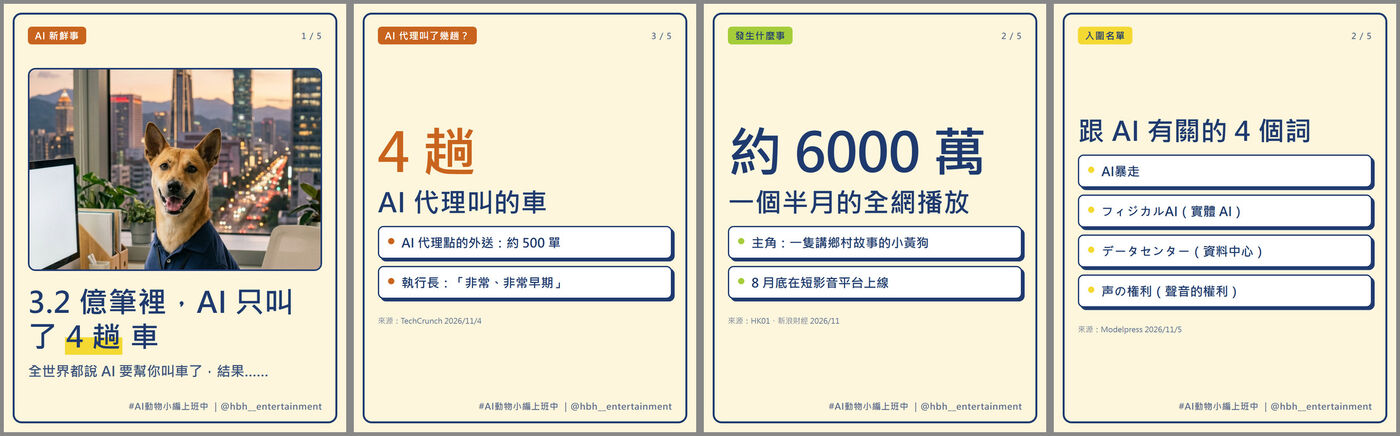 AI 新鮮事
1 / 5
3.2 億筆裡，AI 只叫
了 4 趟 車
全世界都說 AI 要幫你叫車了，結果……
#AI動物小編上班中 | @hbh__entertainment
AI 代理叫了幾趟？
3 / 5
4 趟
AI 代理叫的車
AI 代理點的外送：約 500 單
執行長：「非常、非常早期」
來源：TechCrunch 2026/11/4
#AI動物小編上班中 | @hbh__entertainment
發生什麼事
2 / 5
約 6000 萬
一個半月的全網播放
主角：一隻講鄉村故事的小黃狗
8 月底在短影音平台上線
來源：HK01 · 新浪財經 2026/11
#AI動物小編上班中 | @hbh__entertainment
入圍名單
2 / 5
跟 AI 有關的 4 個詞
AI暴走
フィジカルAI（實體 AI）
データセンター（資料中心）
声の権利（聲音的權利）
來源：Modelpress 2026/11/5
#AI動物小編上班中 | @hbh__entertainment